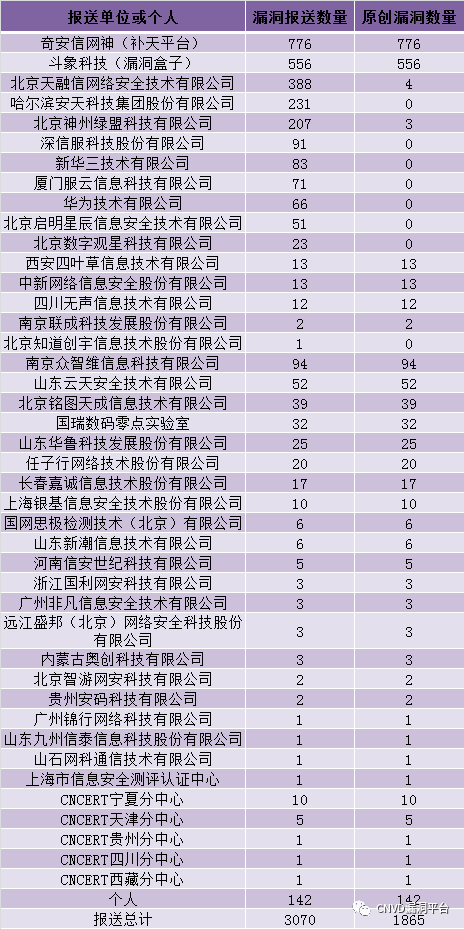 报送单位或个人 漏洞报送数量 原创漏洞数量
奇安信网神（补天平台） 776 776
斗象科技（漏洞盒子） 556 556
北京天融信网络安全技术有限公司 388 4
哈尔滨安天科技集团股份有限公司 231 0
北京神州绿盟科技有限公司 207 3
深信服科技股份有限公司 91 0
新华三技术有限公司 83 0
厦门服云信息科技有限公司 71 0
华为技术有限公司 66 0
北京启明星辰信息安全技术有限公司 51 0
北京数字观星科技有限公司 23 0
西安四叶草信息技术有限公司 13 13
中新网络信息安全股份有限公司 13 13
四川无声信息技术有限公司 12 12
南京联成科技发展股份有限公司 2 2
北京知道创宇信息技术股份有限公司 1 0
南京众智维信息科技有限公司 94 94
山东云天安全技术有限公司 52 52
北京铭图天成信息技术有限公司 39 39
国瑞数码零点实验室 32 32
山东华鲁科技发展股份有限公司 25 25
任子行网络技术股份有限公司 20 20
长春嘉诚信息技术股份有限公司 17 17
上海银基信息安全技术股份有限公司 10 10
国网思极检测技术（北京）有限公司 6 6
山东新潮信息技术有限公司 6 6
河南信安世纪科技有限公司 5 5
浙江国利网安科技有限公司 3 3
广州非凡信息安全技术有限公司 3 3
远江盛邦（北京）网络安全科技股份
有限公司 3 3
内蒙古奥创科技有限公司 3 3
北京智游网安科技有限公司 2 2
贵州安码科技有限公司 2 2
广州锦行网络科技有限公司 1 1
山东九州信泰信息科技股份有限公司 1 1
山石网科通信技术有限公司 1 1
上海市信息安全测评认证中心 1 1
CNCERT宁夏分中心 10 10
CNCERT天津分中心 5 5
CNCERT贵州分中心 1 1
CNCERT四川分中心 1 1
CNCERT西藏分中心 1 1
个人 142 142
报送总计 3070 1865
CNVD漏洞平台